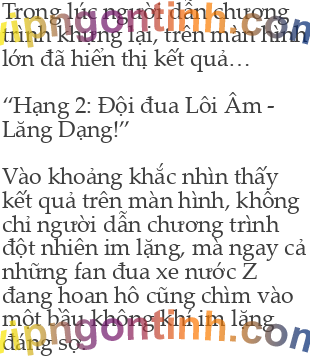 Trong lúc người dẫn chương
trình khựng lại, trên màn hình
lớn đã hiển thị kết quả…
“Hạng 2: Đội đua Lôi Âm -
Lăng Dạng!”
Vào khoảng khắc nhìn thấy
kết quả trên màn hình, không
chỉ người dẫn chương trình
đột nhiên im lặng, mà ngay cả
những fan đua xe nước Z
đang hoan hô cũng chìm vào
một bầu không khí im lặng
đáng sợ.
vipngontinh.com
vipngontinh.com